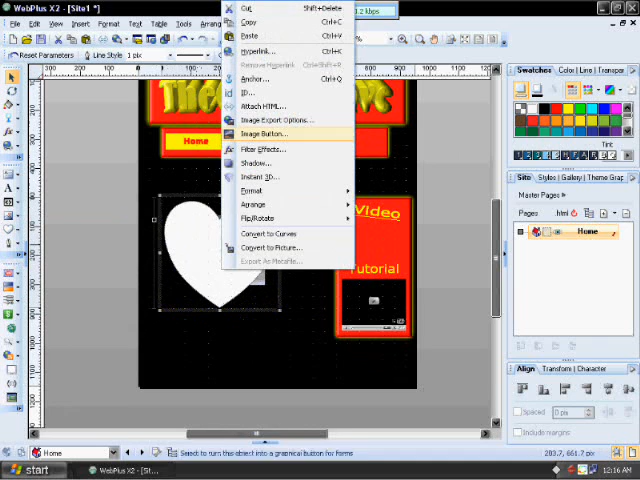 WebPlus X2 - [Site1 *]
File Edit View Insert
Table Tools
Reset Parameters
Line Style 1 pix
Cut Shift+Delete
Copy Ctrl+C
Paste Ctrl+V
Hyperlink... Ctrl+K
Remove Hyperlink Ctrl+Shift+R
Anchor... Ctrl+Q
ID...
Attach HTML...
Image Export Options...
Image Button...
Filter Effects...
Shadow...
Instant 3D...
Format
Arrange
Flip/Rotate
Convert to Curves
Convert to Picture...
Export As Metafile...
Home
Video
Tutorial
Swatches Color | Line | Transpar
Tint
Site Styles | Gallery | Theme Grap
Master Pages »
Pages .html
Home
Align Transform | Character
Spaced 0 pix
Include margins
Home
Select to turn this object into a graphical button for forms
283.7, 661.7 pix
start
WebPlus X2 - [Sit...
12:16 AM